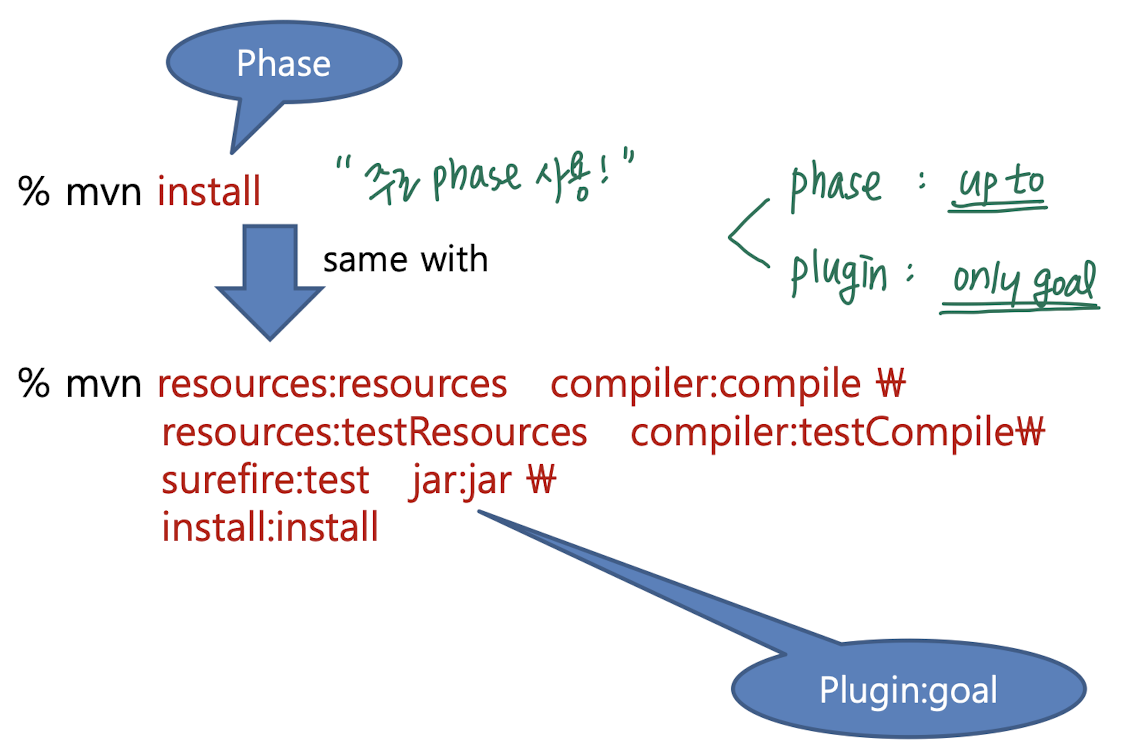 Phase
% mvn install
“주로 phase 사용!”
phase : up to
plugin : only goal
same with
% mvn resources:resources compiler:compile ₩
resources:testResources compiler:testCompile₩
surefire:test jar:jar ₩
install:install
Plugin:goal